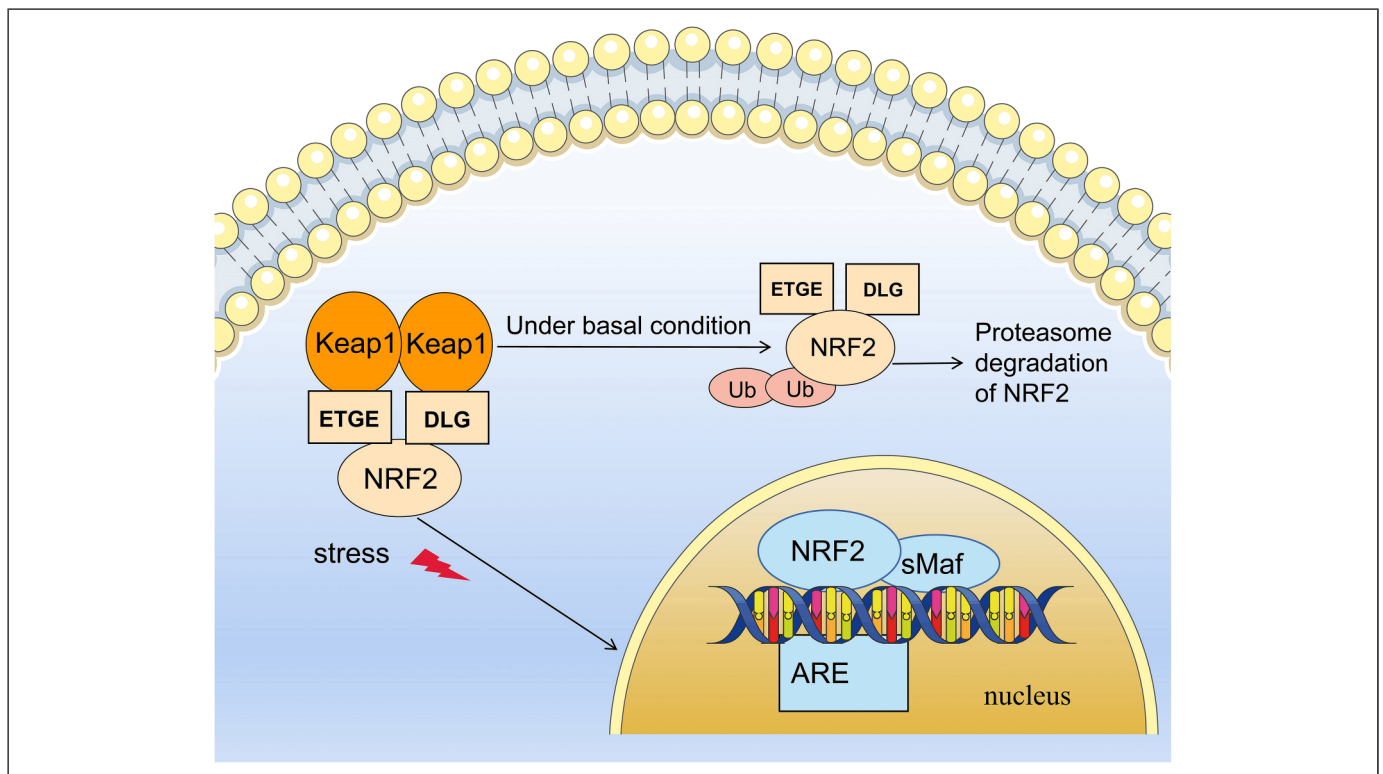 ETGE
DLG
Keap1
Keap1
Under basal condition
NRF2
Proteasome
degradation
of NRF2
Ub
Ub
ETGE
DLG
NRF2
stress
NRF2
sMaf
ARE
nucleus